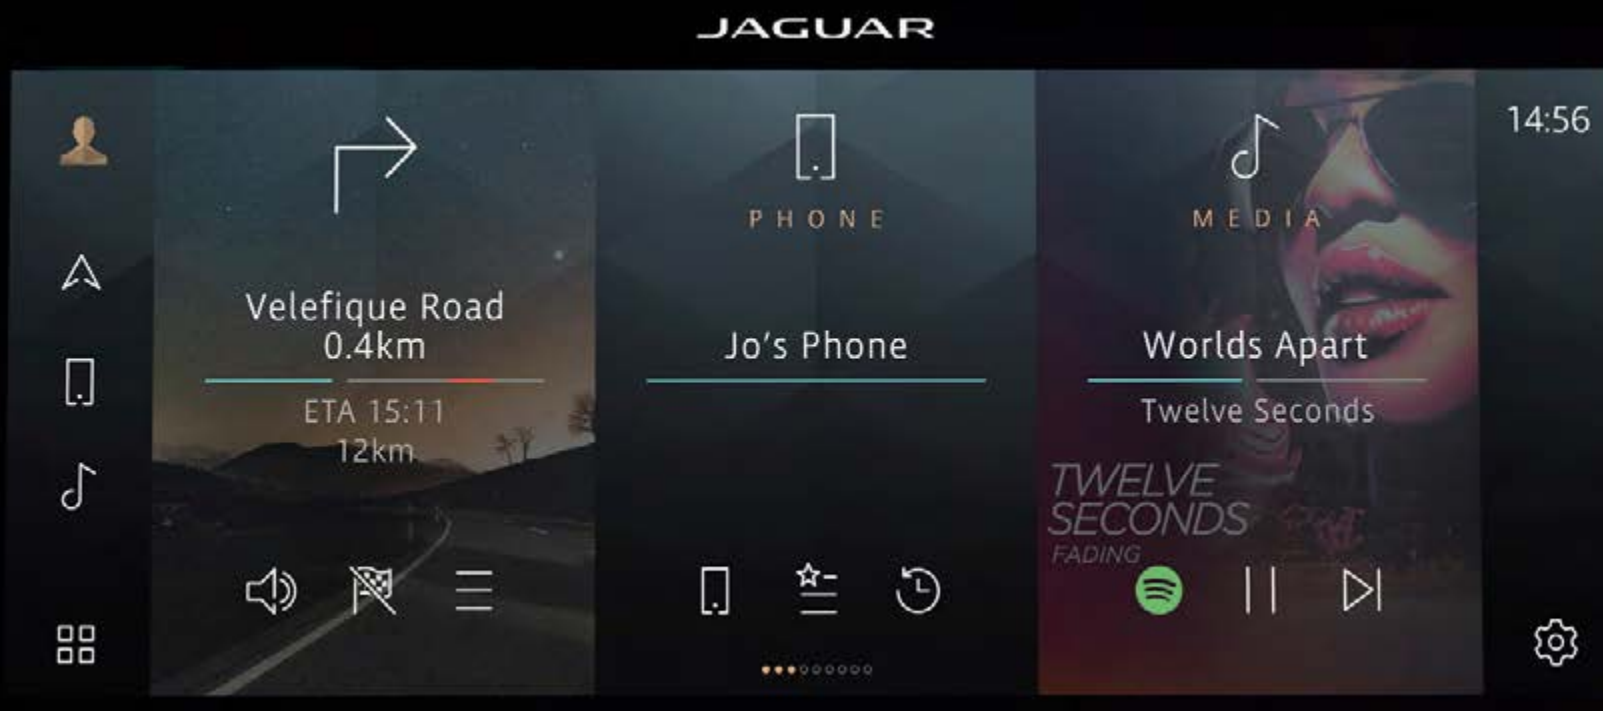 JAGUAR
14:56
Velefique Road
0.4km
ETA 15:11
12km
PHONE
Jo's Phone
MEDIA
Worlds Apart
Twelve Seconds
TWELVE
SECONDS
FADING